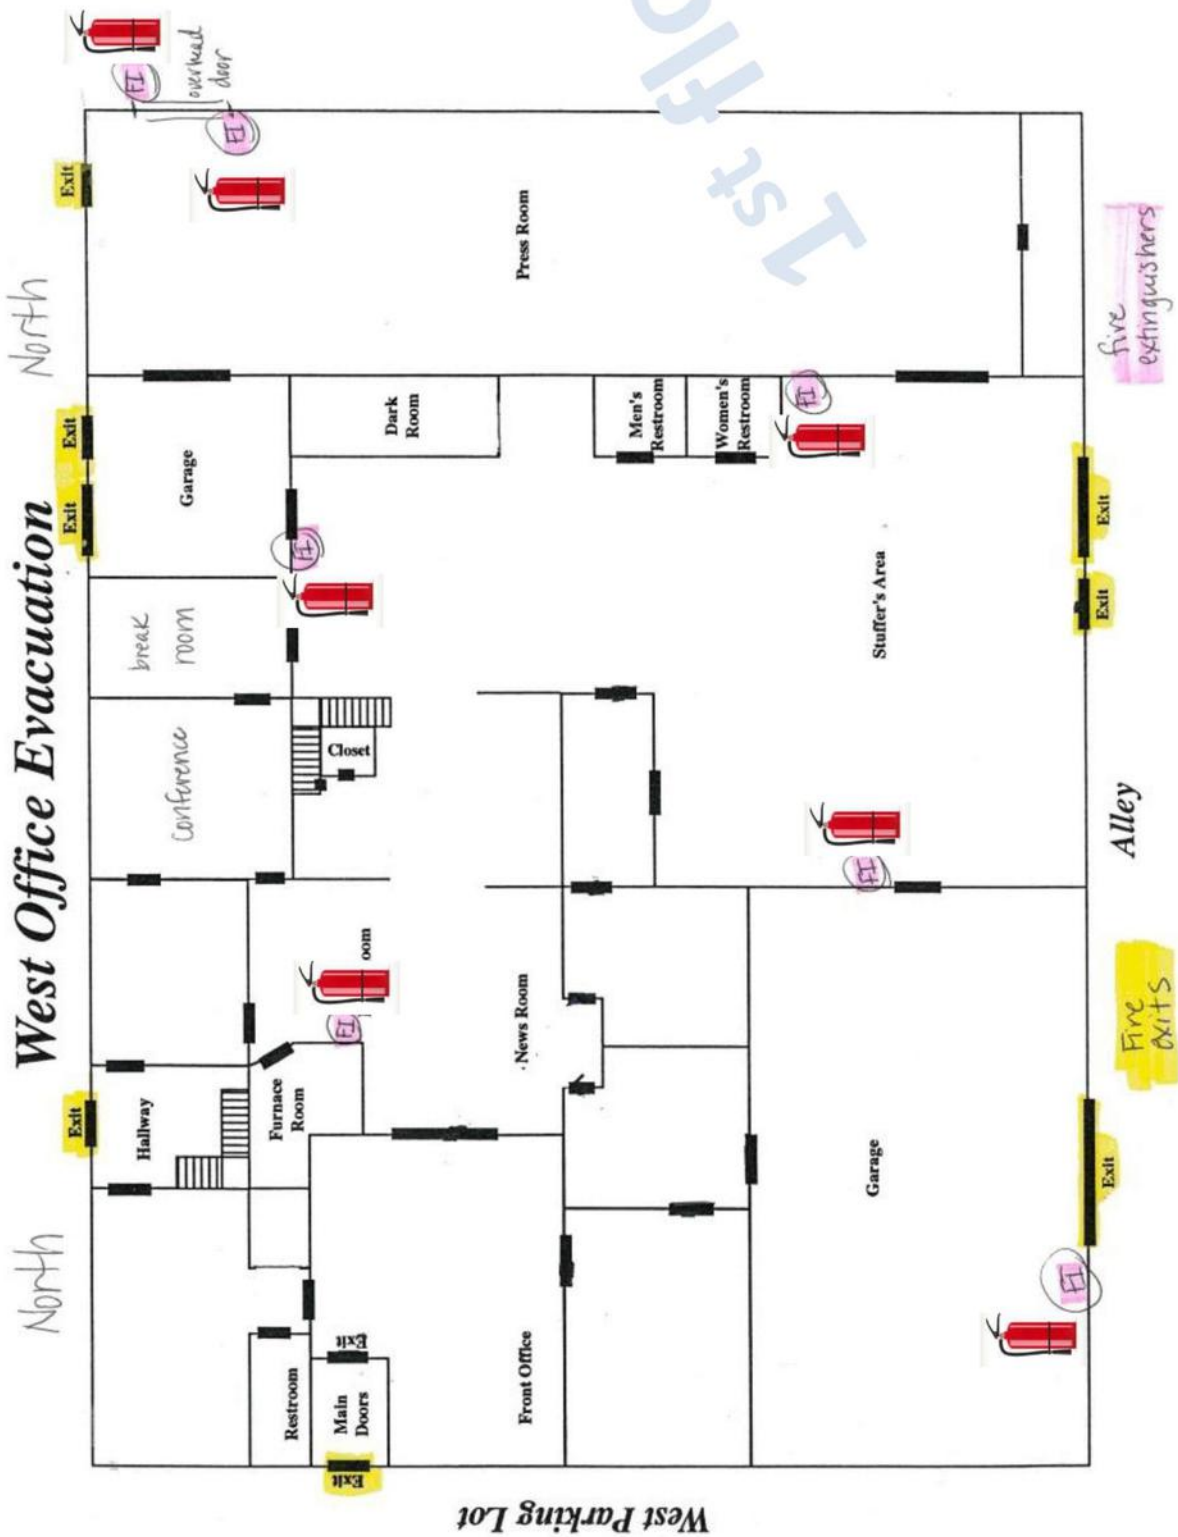 West Office Evacuation
North
North
Exit
Exit
Exit
Exit
overhead
door
FI
FI
Hallway
conference
break
room
Garage
Furnace
Room
oom
FI
Closet
FI
Dark
Room
Restroom
Main
Doors
Exit
Exit
Front Office
News Room
Press Room
Men's
Restroom
Women's
Restroom
FI
Stuffer's Area
FI
Garage
FI
Exit
Exit
Exit
Alley
West Parking Lot
Fire
exits
fire
extinguishers
1st flo